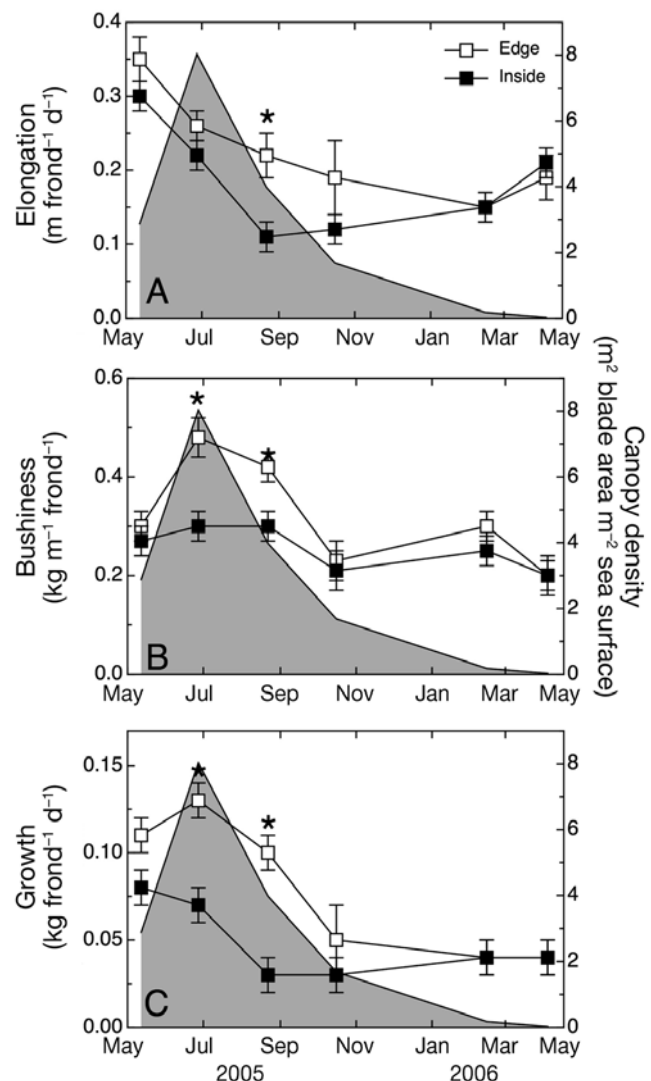 0.4
0.3
0.2
0.1
0.0
Elongation
(m frond⁻¹ d⁻¹)
Edge
Inside
*
A
8
6
4
2
0
May Jul Sep Nov Jan Mar May
0.6
0.4
0.2
0.0
Bushiness
(kg m⁻¹ frond⁻¹)
* *
B
8
6
4
2
0
Canopy density
(m² blade area m⁻² sea surface)
May Jul Sep Nov Jan Mar May
0.15
0.10
0.05
0.00
Growth
(kg frond⁻¹ d⁻¹)
* *
C
8
6
4
2
0
May Jul Sep Nov Jan Mar May
2005 2006